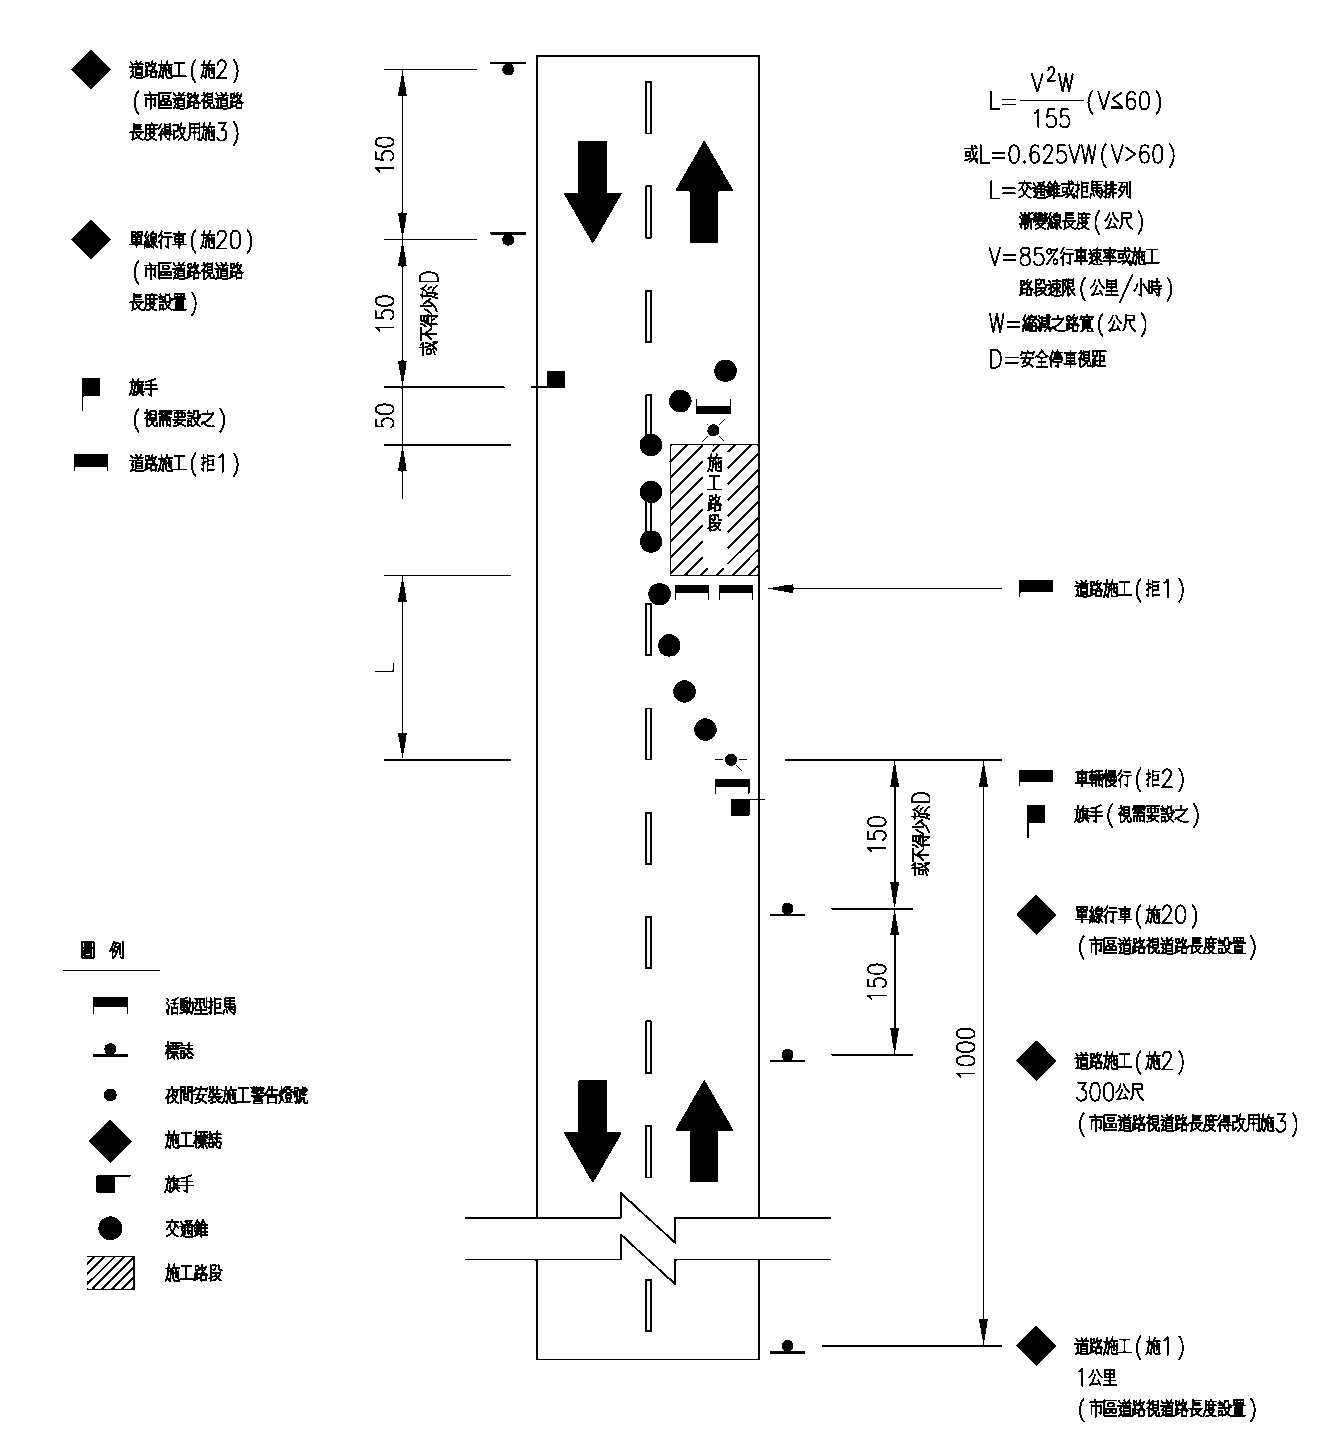 道路施工(施2)
(市區道路視道路
長度得改用施3)
單線行車(施20)
(市區道路視道路
長度設置)
旗手
(視需要設之)
道路施工(拒1)
150
150
或不得少於D
50
L
施工路段
L=V²W/155(V≤60)
或L=0.625VW(V>60)
L=交通錐或拒馬排列
漸變線長度(公尺)
V=85%行車速率或施工
路段速限(公里/小時)
W=縮減之路寬(公尺)
D=安全停車視距
道路施工(拒1)
車輛慢行(拒2)
旗手(視需要設之)
150
或不得少於D
150
1000
單線行車(施20)
(市區道路視道路長度設置)
道路施工(施2)
300公尺
(市區道路視道路長度得改用施3)
道路施工(施1)
1公里
(市區道路視道路長度設置)
圖 例
活動型拒馬
標誌
夜間安裝施工警告燈號
施工標誌
旗手
交通錐
施工路段